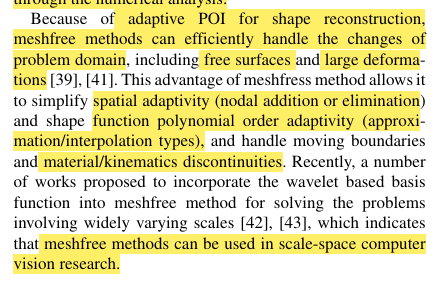 through the numerical analysis.
Because of adaptive POI for shape reconstruction,
meshfree methods can efficiently handle the changes of
problem domain, including free surfaces and large deforma-
tions [39], [41]. This advantage of meshfress method allows it
to simplify spatial adaptivity (nodal addition or elimination)
and shape function polynomial order adaptivity (approxi-
mation/interpolation types), and handle moving boundaries
and material/kinematics discontinuities. Recently, a number
of works proposed to incorporate the wavelet based basis
function into meshfree method for solving the problems
involving widely varying scales [42], [43], which indicates
that meshfree methods can be used in scale-space computer
vision research.